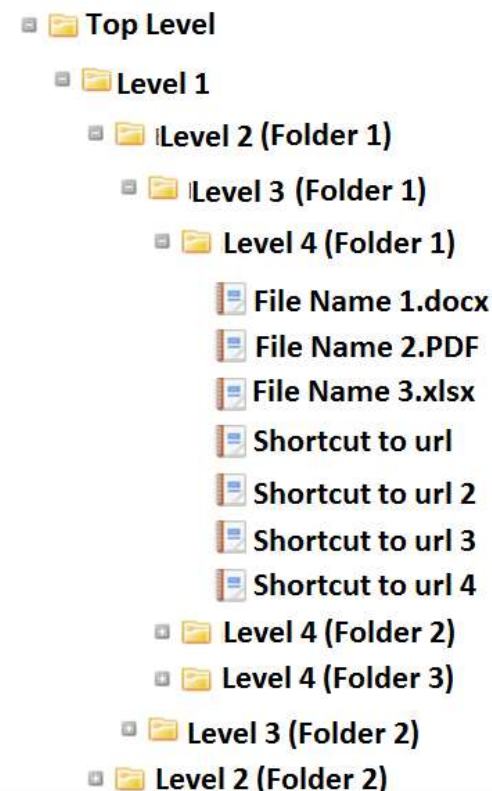 Top Level
Level 1
Level 2 (Folder 1)
Level 3 (Folder 1)
Level 4 (Folder 1)
File Name 1.docx
File Name 2.PDF
File Name 3.xlsx
Shortcut to url
Shortcut to url 2
Shortcut to url 3
Shortcut to url 4
Level 4 (Folder 2)
Level 4 (Folder 3)
Level 3 (Folder 2)
Level 2 (Folder 2)